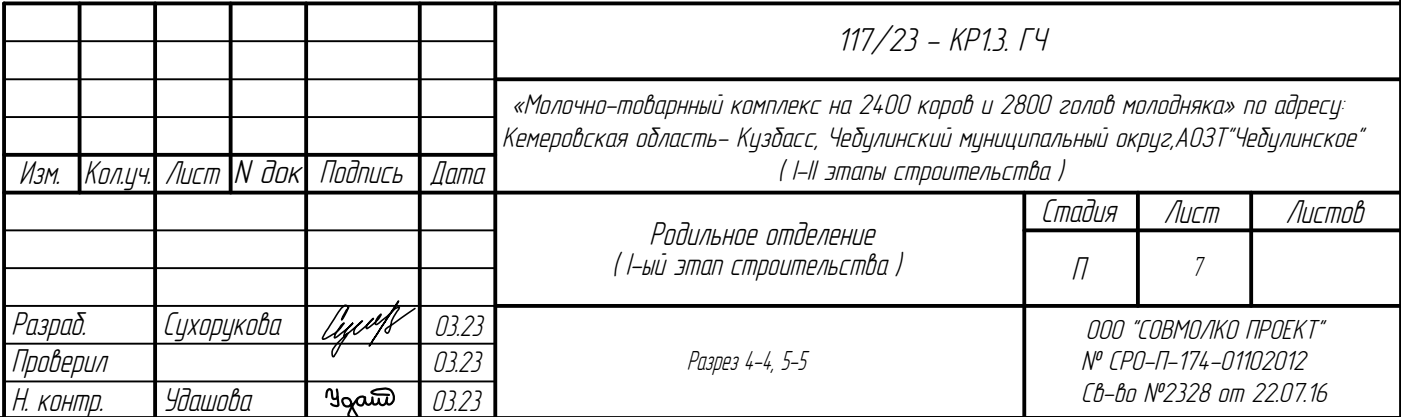 117/23 - КР1.3. ГЧ
«Молочно-товарнный комплекс на 2400 коров и 2800 голов молодняка» по адресу:
Кемеровская область- Кузбасс, Чебулинский муниципальный округ,АОЗТ"Чебулинское"
( I-II этапы строительства )
Изм. Кол.уч. Лист N док Подпись Дата
Родильное отделение
( I-ый этап строительства )
Стадия Лист Листов
П 7
Разраб. Сухорукова 03.23
Проверил 03.23
Н. контр. Удашова Удаш 03.23
Разрез 4-4, 5-5
ООО "СОВМОЛКО ПРОЕКТ"
№ СРО-П-174-01102012
Св-во №2328 от 22.07.16